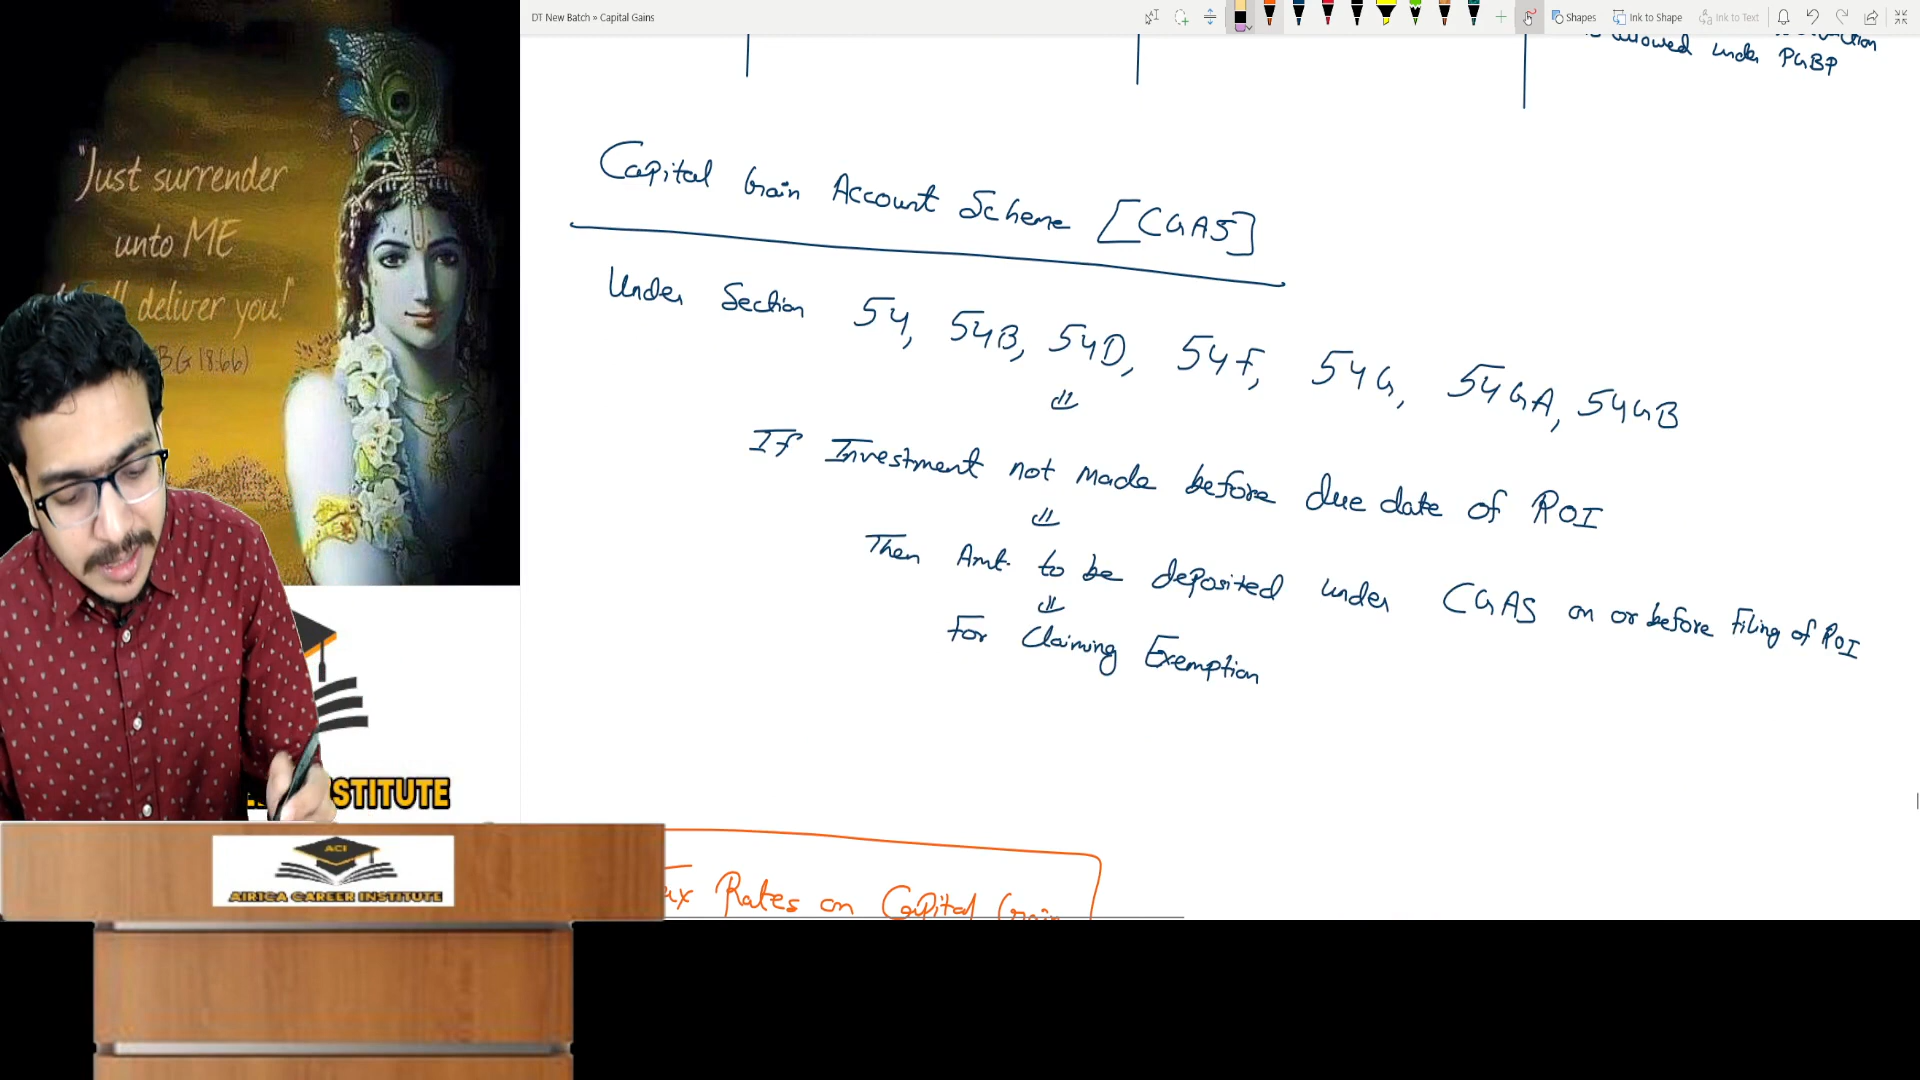 DT New Batch » Capital Gains
Shapes
Ink to Shape
Ink to Text
allowed under PGBP
"Just surrender
unto ME
deliver you!"
B.G 18:66)
Capital Gain Account Scheme [CGAS]
Under Section 54, 54B, 54D, 54F, 54G, 54GA, 54GB
If Investment not made before due date of ROI
Then Amt. to be deposited under CGAS on or before filing of ROI
For Claiming Exemption
STITUTE
ACI
AIRICA CAREER INSTITUTE
Rates on Capital Gain